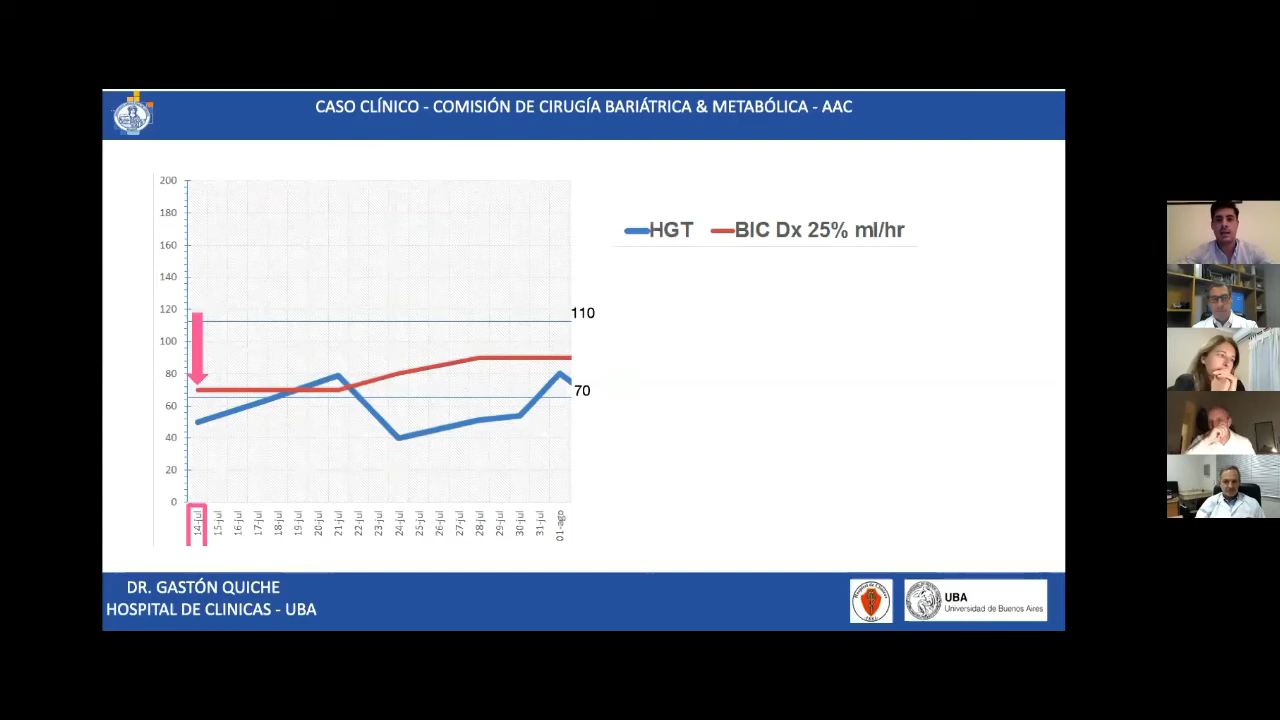 CASO CLÍNICO - COMISIÓN DE CIRUGÍA BARIÁTRICA & METABÓLICA - AAC
HGT BIC Dx 25% ml/hr
200
180
160
140
120
100
80
60
40
20
0
110
70
14-jul 15-jul 16-jul 17-jul 18-jul 19-jul 20-jul 21-jul 22-jul 23-jul 24-jul 25-jul 26-jul 27-jul 28-jul 29-jul 30-jul 31-jul 01-ago
DR. GASTÓN QUICHE
HOSPITAL DE CLINICAS - UBA
UBA
Universidad de Buenos Aires